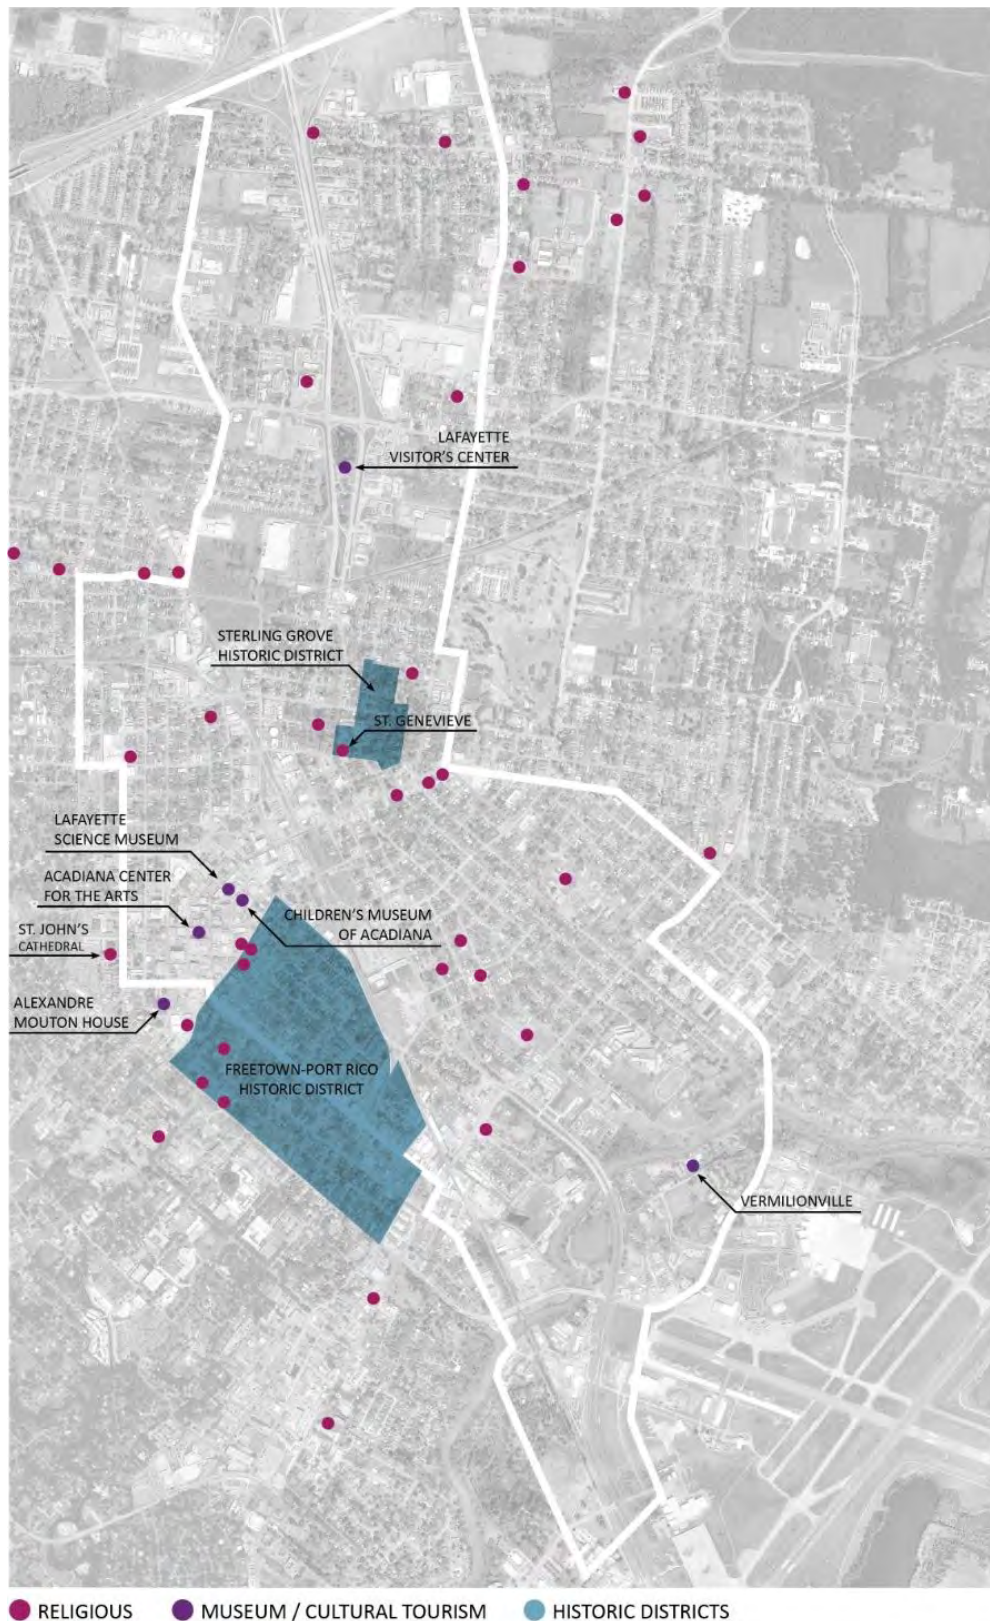 LAFAYETTE
VISITOR'S CENTER
STERLING GROVE
HISTORIC DISTRICT
ST. GENEVIEVE
LAFAYETTE
SCIENCE MUSEUM
ACADIANA CENTER
FOR THE ARTS
CHILDREN'S MUSEUM
OF ACADIANA
ST. JOHN'S
CATHEDRAL
ALEXANDRE
MOUTON HOUSE
FREETOWN-PORT RICO
HISTORIC DISTRICT
VERMILIONVILLE
RELIGIOUS
MUSEUM / CULTURAL TOURISM
HISTORIC DISTRICTS